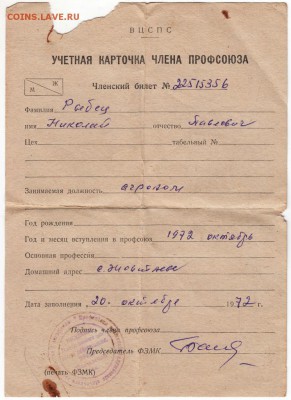 COINS.LAVE.RU
ВЦСПС
УЧЕТНАЯ КАРТОЧКА ЧЛЕНА ПРОФСОЮЗА
М Ж
Членский билет № 22515356
Фамилия Рыбец
имя Николай отчество Павлович
Цех табельный №
Занимаемая должность агроном
Год рождения
Год и месяц вступления в профсоюз 1972 октябрь
Основная профессия
Домашний адрес
Дата заполнения 20. октября 1972 г.
Подпись члена профсоюза
Председатель ФЗМК
(печать ФЗМК)